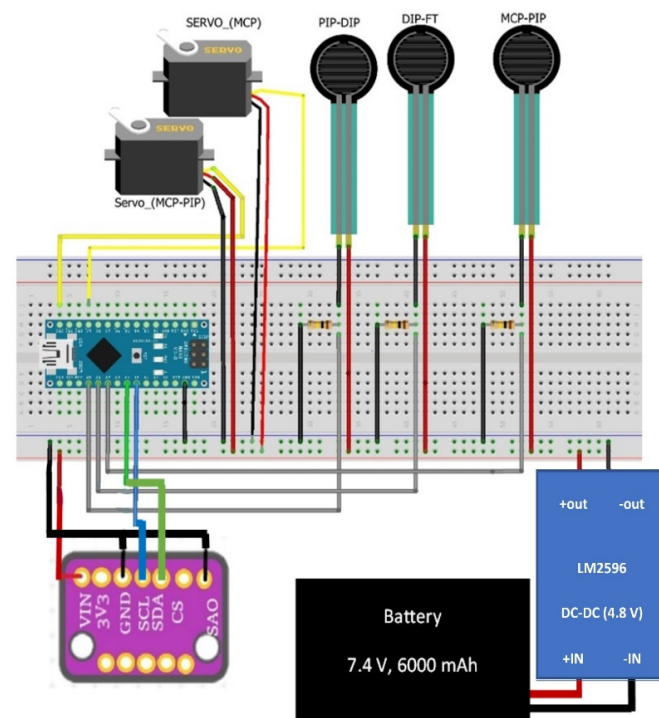 SERVO_(MCP)
SERVO
PIP-DIP
DIP-FT
MCP-PIP
SERVO
Servo_(MCP-PIP)
+out -out
LM2596
DC-DC (4.8 V)
+IN -IN
Battery
7.4 V, 6000 mAh
VIN
3V3
GND
SCL
SDA
CS
SAO